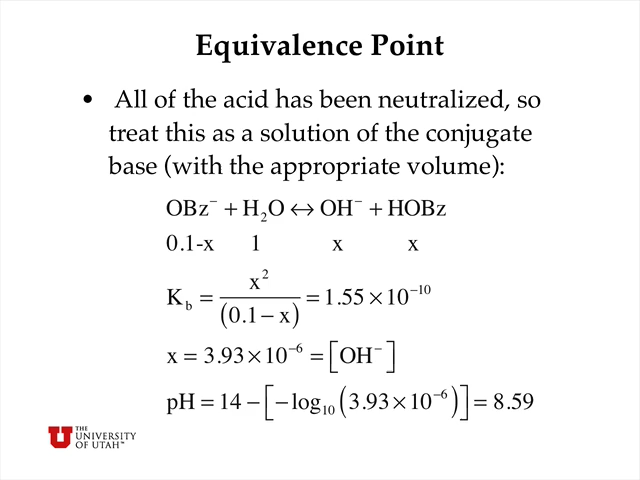 Equivalence Point
• All of the acid has been neutralized, so
treat this as a solution of the conjugate
base (with the appropriate volume):
OBz⁻ + H₂O ↔ OH⁻ + HOBz
0.1-x 1 x x
K_b = x² / (0.1 − x) = 1.55 × 10⁻¹⁰
x = 3.93 × 10⁻⁶ = [OH⁻]
pH = 14 − [− log₁₀ (3.93 × 10⁻⁶)] = 8.59
THE
UNIVERSITY
OF UTAH™